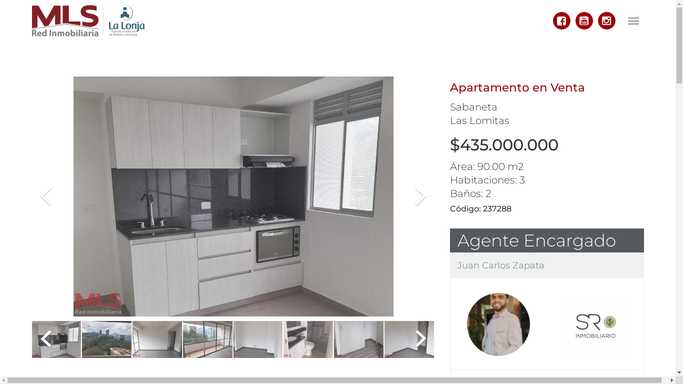 MLS
Red Inmobiliaria
La Lonja
Apartamento en Venta
Sabaneta
Las Lomitas
$435.000.000
Área: 90.00 m2
Habitaciones: 3
Baños: 2
Código: 237288
MLS
Red Inmobiliaria
Agente Encargado
Juan Carlos Zapata
SR
INMOBILIARIO